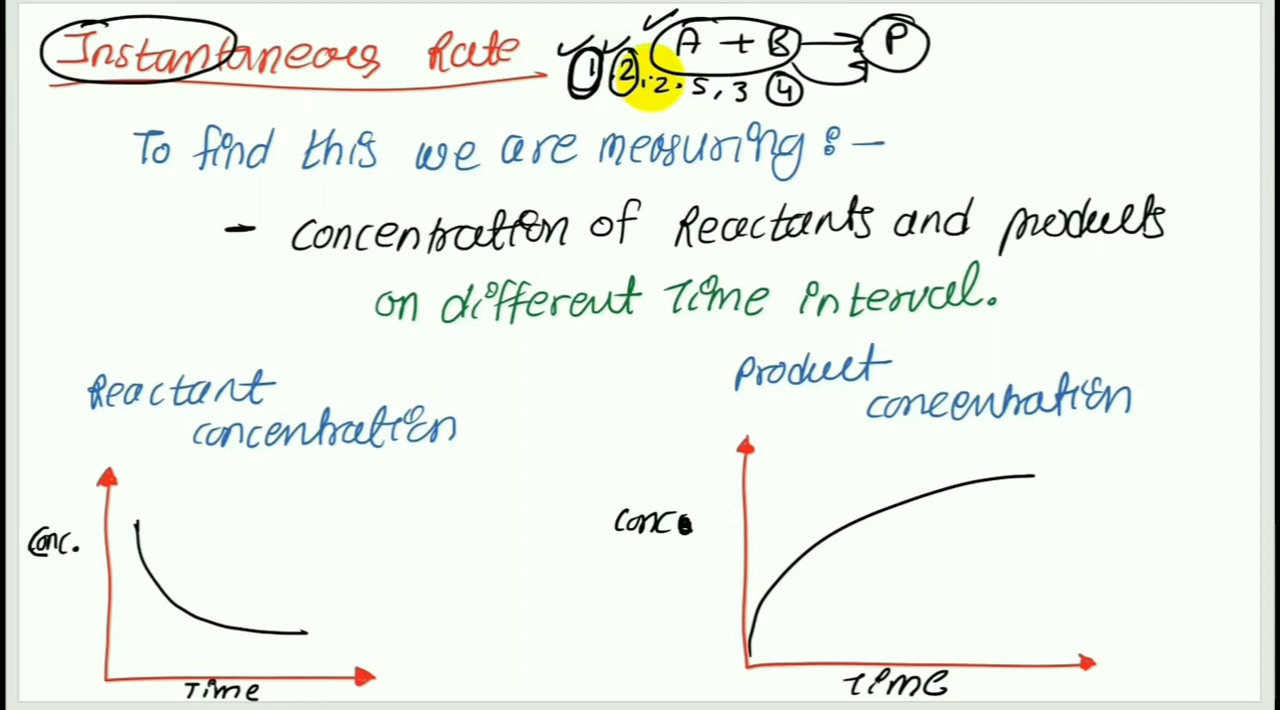 Instantaneous Rate
A + B → P
1 2, 2.5, 3 4
To find this we are measuring :-
- concentration of Reactants and products
on different Time interval.
Reactant
concentration
Product
concentration
Conc.
Time
Conc.
Time